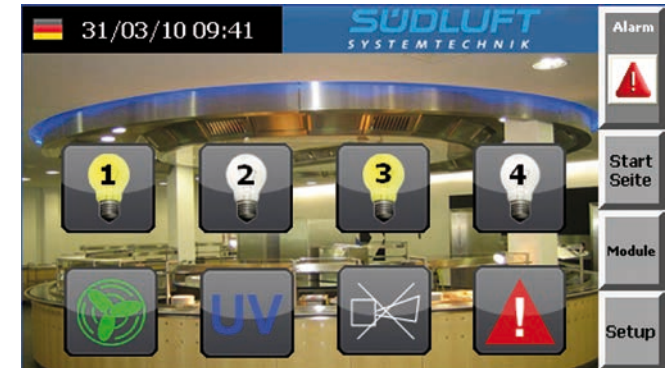 31/03/10 09:41
SÜDLUFT
SYSTEMTECHNIK
Alarm
1
2
3
4
Start
Seite
Module
UV
Setup